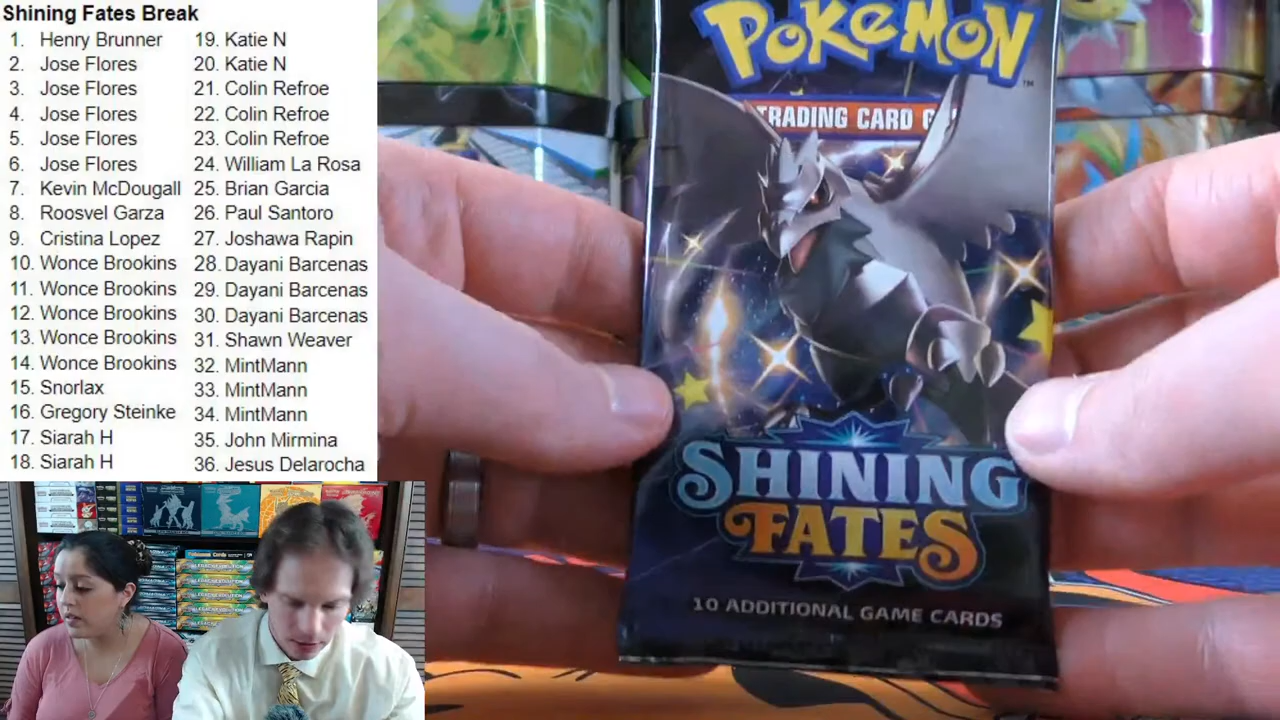 Shining Fates Break
1. Henry Brunner
2. Jose Flores
3. Jose Flores
4. Jose Flores
5. Jose Flores
6. Jose Flores
7. Kevin McDougall
8. Roosvel Garza
9. Cristina Lopez
10. Wonce Brookins
11. Wonce Brookins
12. Wonce Brookins
13. Wonce Brookins
14. Wonce Brookins
15. Snorlax
16. Gregory Steinke
17. Siarah H
18. Siarah H
19. Katie N
20. Katie N
21. Colin Refroe
22. Colin Refroe
23. Colin Refroe
24. William La Rosa
25. Brian Garcia
26. Paul Santoro
27. Joshawa Rapin
28. Dayani Barcenas
29. Dayani Barcenas
30. Dayani Barcenas
31. Shawn Weaver
32. MintMann
33. MintMann
34. MintMann
35. John Mirmina
36. Jesus Delarocha
POKéMON
TRADING CARD G
SHINING
FATES
10 ADDITIONAL GAME CARDS